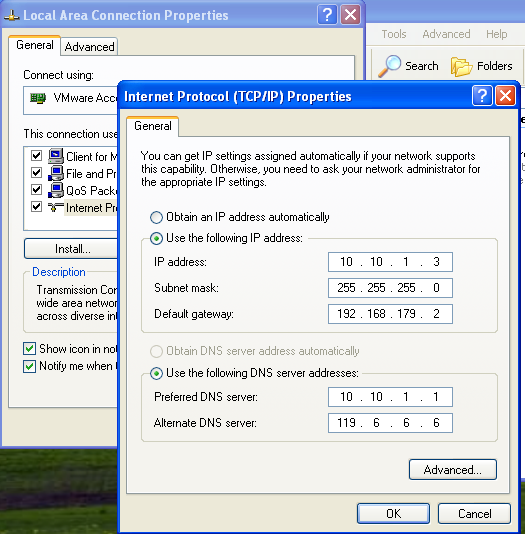 Local Area Connection Properties
General
Advanced
Connect using:
VMware Acce
This connection use
Client for M
File and Pr
QoS Pack
Internet Pro
Install...
Description
Transmission Con
wide area networ
across diverse int
Show icon in not
Notify me when t
Tools
Advanced
Help
Search
Folders
Internet Protocol (TCP/IP) Properties
General
You can get IP settings assigned automatically if your network supports
this capability. Otherwise, you need to ask your network administrator for
the appropriate IP settings.
Obtain an IP address automatically
Use the following IP address:
IP address:
10 . 10 . 1 . 3
Subnet mask:
255 . 255 . 255 . 0
Default gateway:
192 . 168 . 179 . 2
Obtain DNS server address automatically
Use the following DNS server addresses:
Preferred DNS server:
10 . 10 . 1 . 1
Alternate DNS server:
119 . 6 . 6 . 6
Advanced...
OK
Cancel